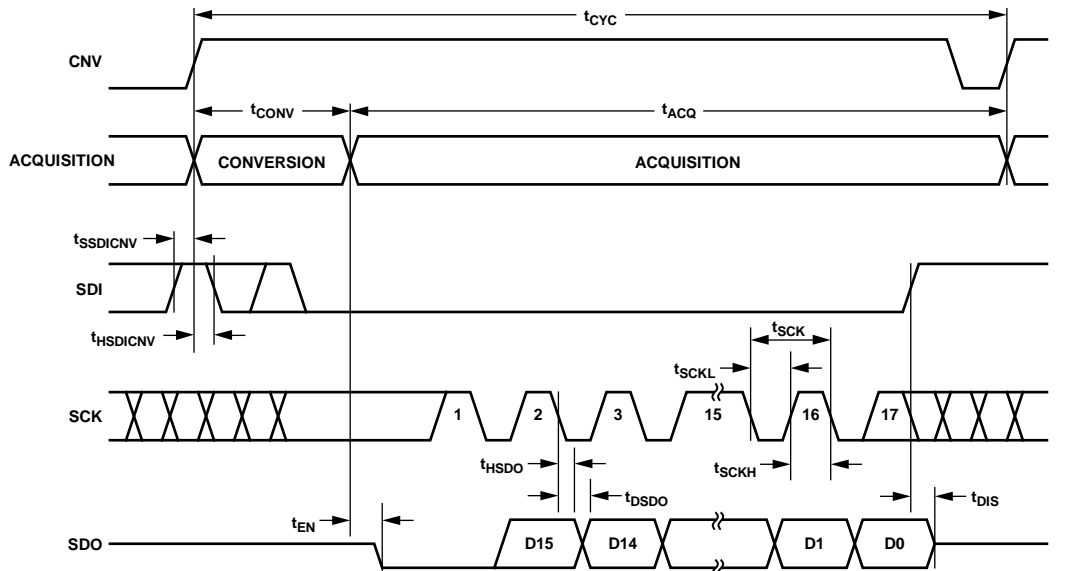 tCYC
CNV
tCONV
tACQ
ACQUISITION CONVERSION ACQUISITION
tSSDICNV
SDI
tHSDICNV
tSCK
tSCKL
SCK 1 2 3 15 16 17
tHSDO
tSCKH
tDSDO
tDIS
tEN
SDO D15 D14 D1 D0